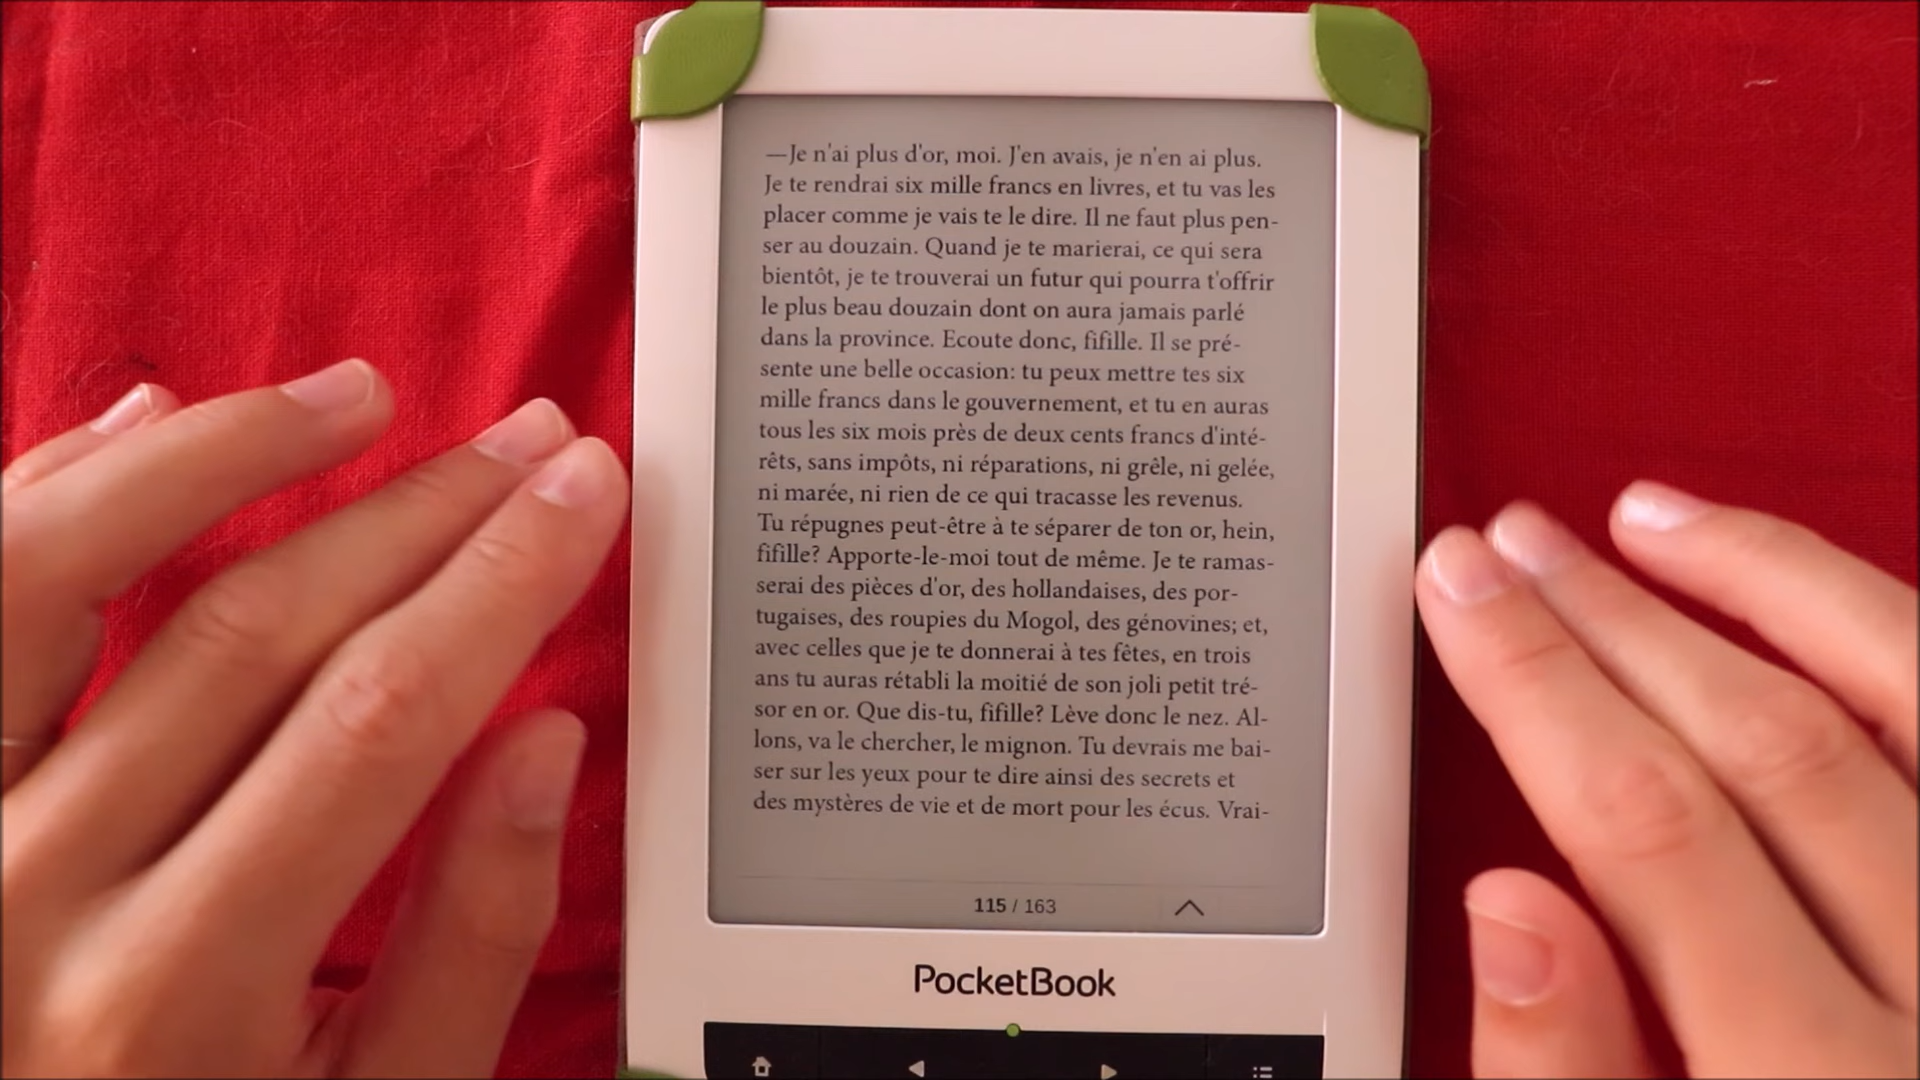 —Je n'ai plus d'or, moi. J'en avais, je n'en ai plus.
Je te rendrai six mille francs en livres, et tu vas les
placer comme je vais te le dire. Il ne faut plus pen-
ser au douzain. Quand je te marierai, ce qui sera
bientôt, je te trouverai un futur qui pourra t'offrir
le plus beau douzain dont on aura jamais parlé
dans la province. Ecoute donc, fifille. Il se pré-
sente une belle occasion: tu peux mettre tes six
mille francs dans le gouvernement, et tu en auras
tous les six mois près de deux cents francs d'inté-
rêts, sans impôts, ni réparations, ni grêle, ni gelée,
ni marée, ni rien de ce qui tracasse les revenus.
Tu répugnes peut-être à te séparer de ton or, hein,
fifille? Apporte-le-moi tout de même. Je te ramas-
serai des pièces d'or, des hollandaises, des por-
tugaises, des roupies du Mogol, des génovines; et,
avec celles que je te donnerai à tes fêtes, en trois
ans tu auras rétabli la moitié de son joli petit tré-
sor en or. Que dis-tu, fifille? Lève donc le nez. Al-
lons, va le chercher, le mignon. Tu devrais me bai-
ser sur les yeux pour te dire ainsi des secrets et
des mystères de vie et de mort pour les écus. Vrai-
115 / 163
PocketBook